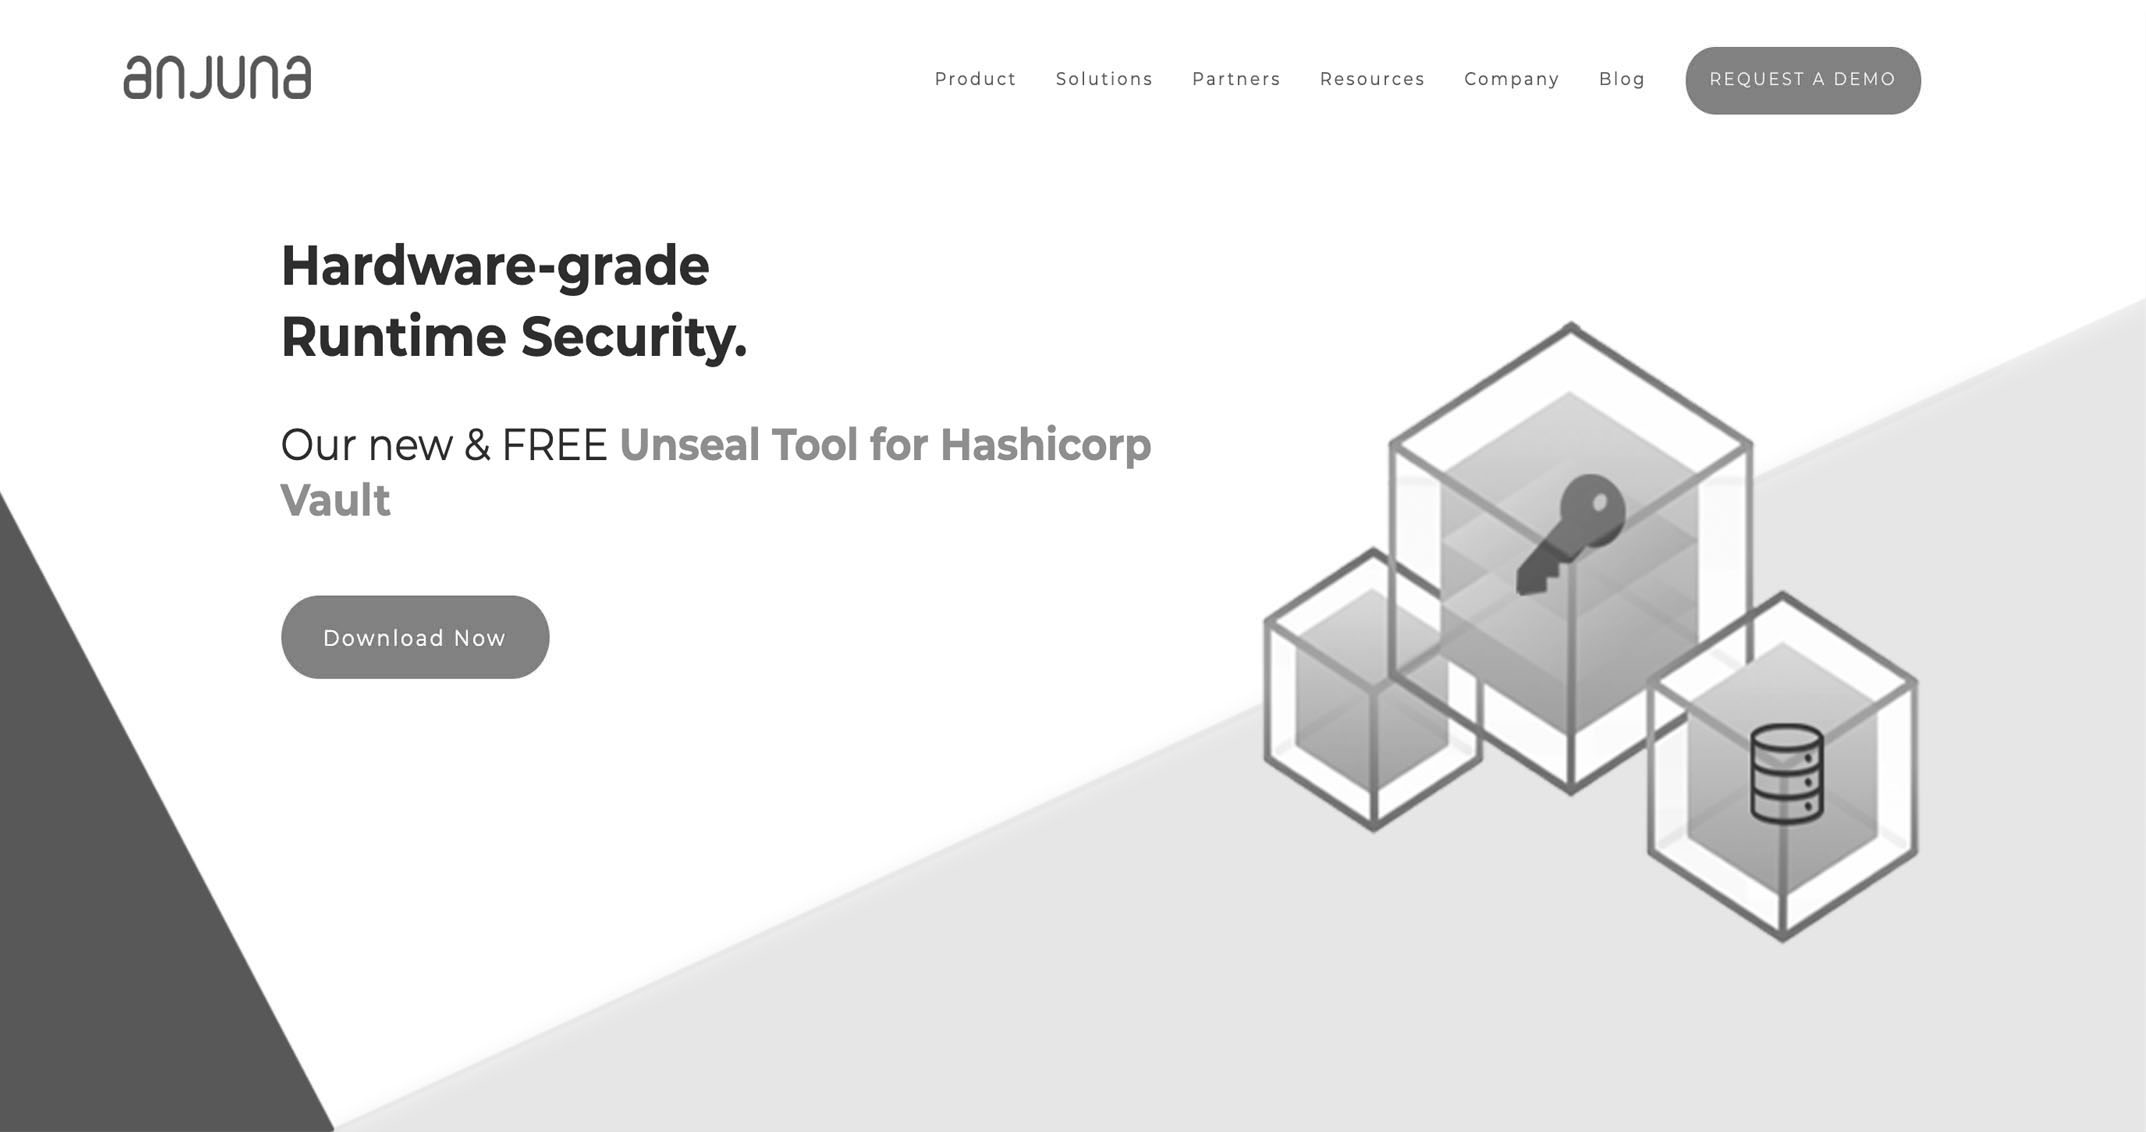 anjuna
Product Solutions Partners Resources Company Blog REQUEST A DEMO
Hardware-grade
Runtime Security.
Our new & FREE Unseal Tool for Hashicorp
Vault
Download Now